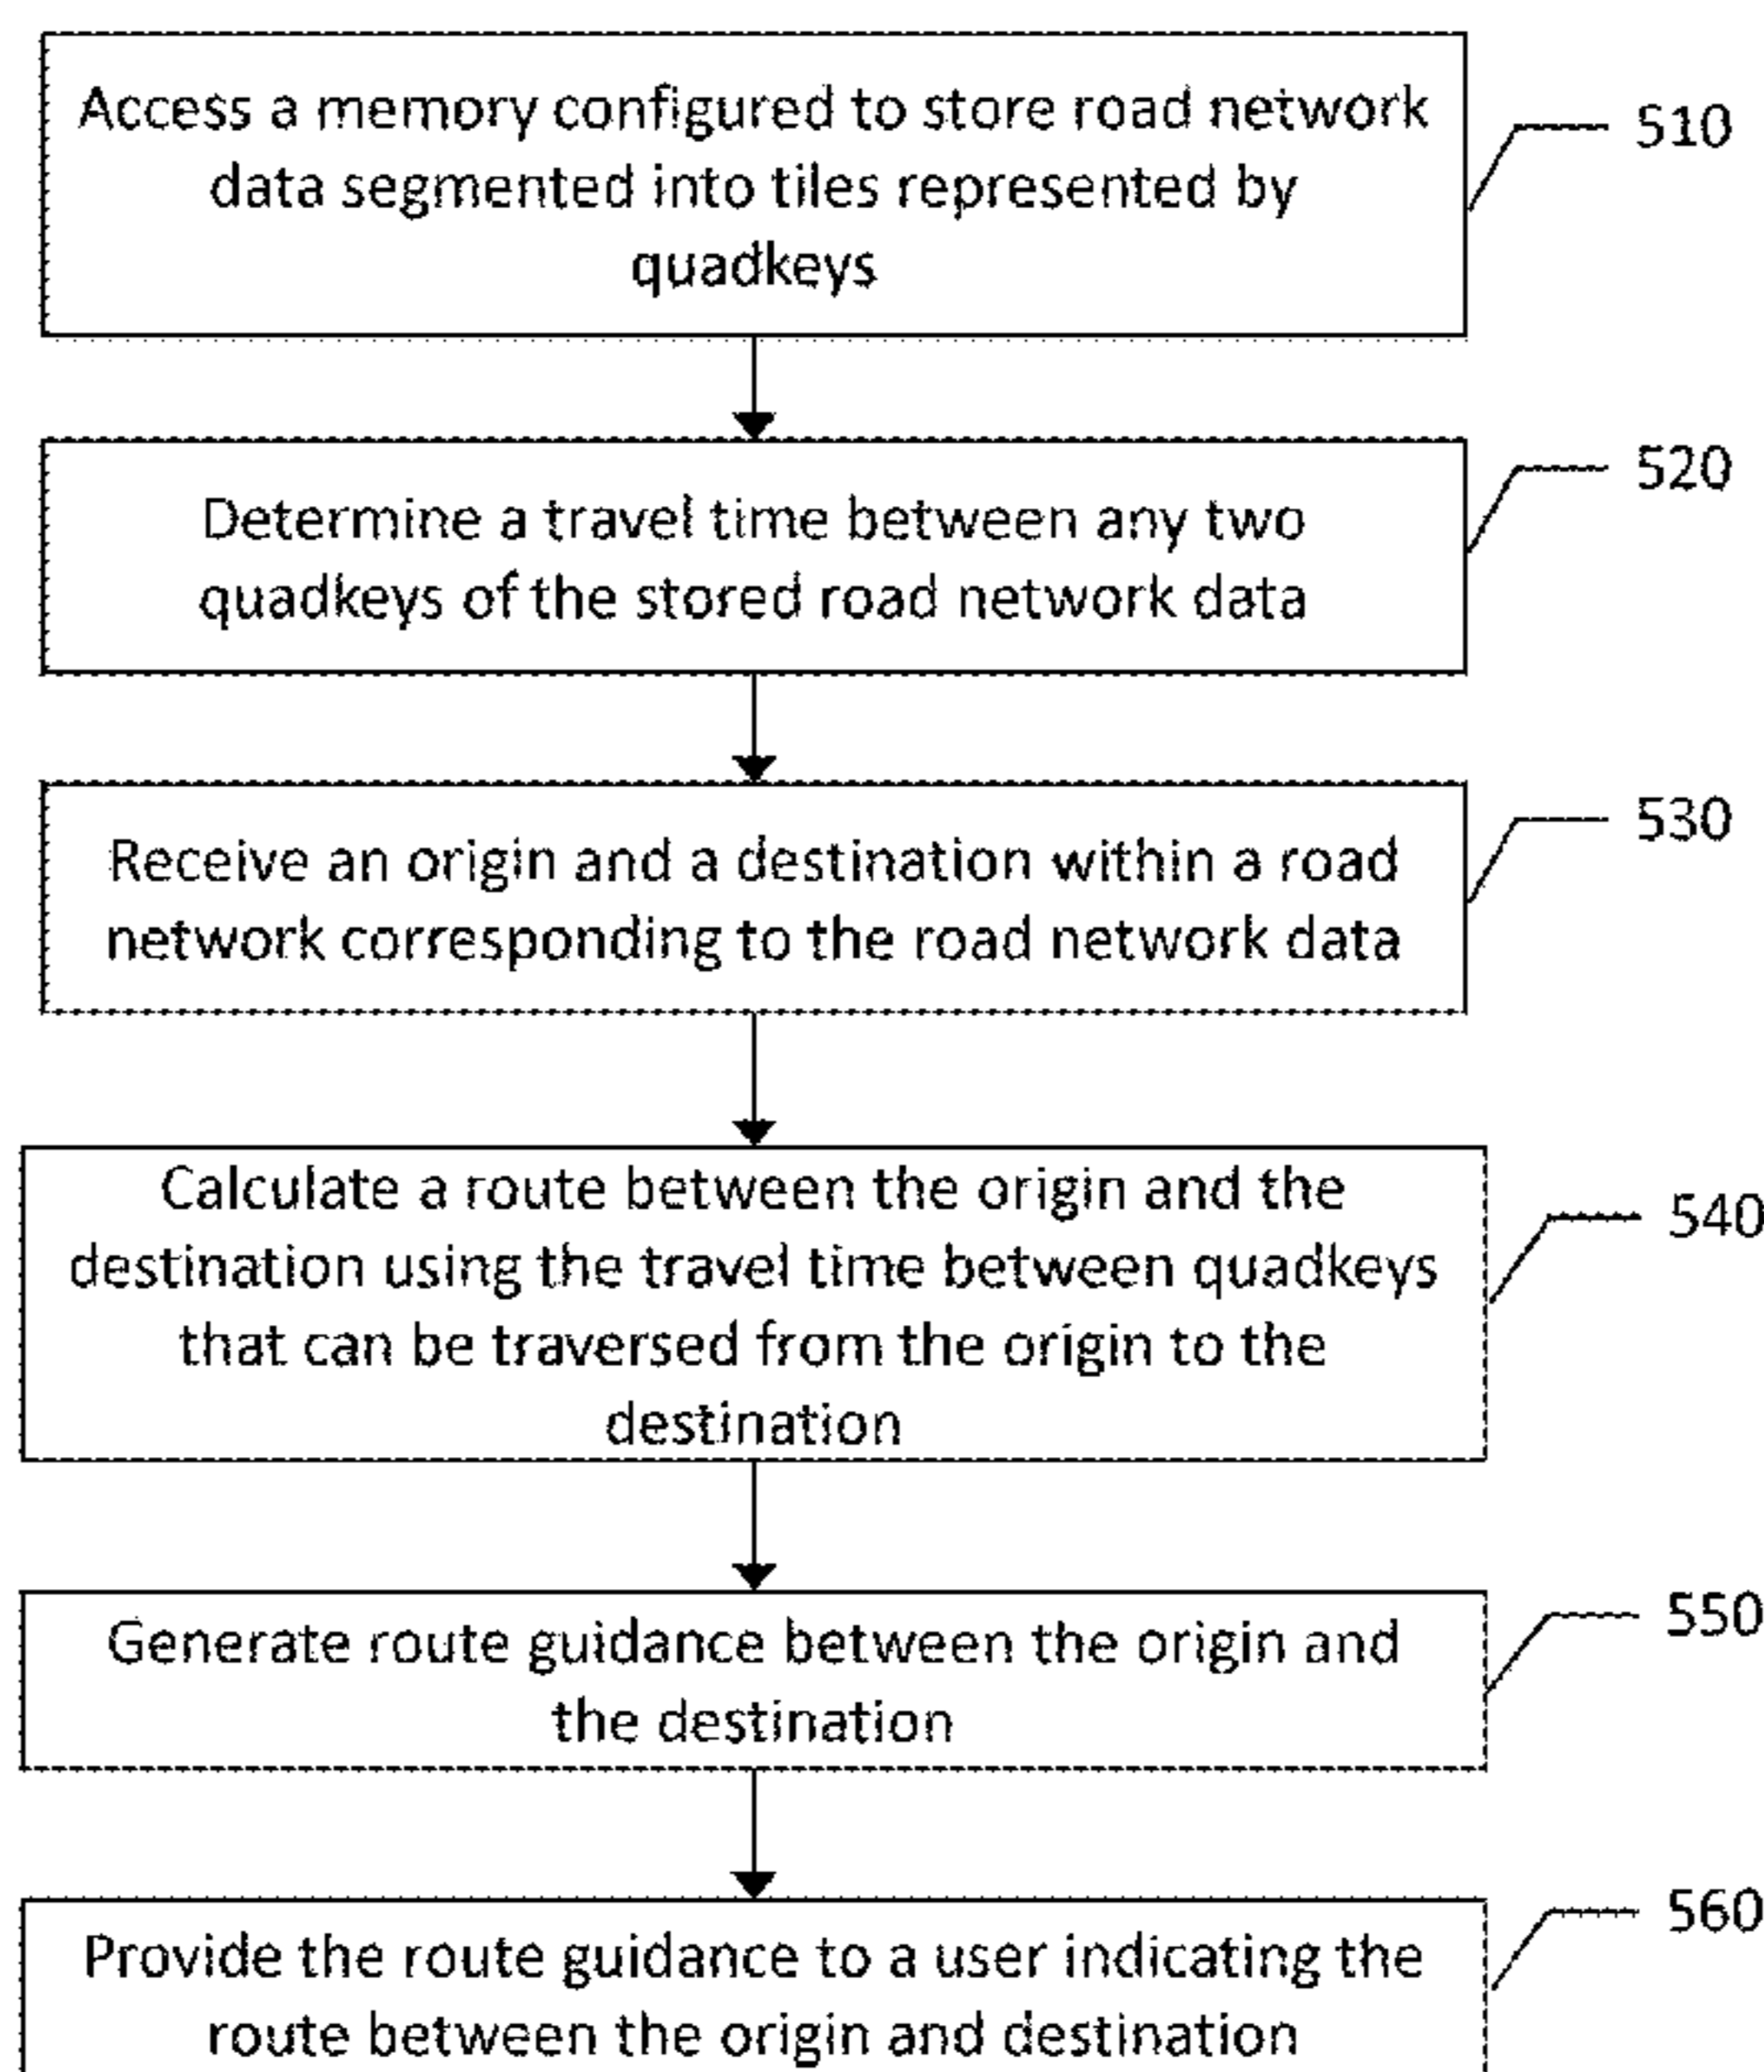 Access a memory configured to store road network
data segmented into tiles represented by
quadkeys
510
Determine a travel time between any two
quadkeys of the stored road network data
520
Receive an origin and a destination within a road
network corresponding to the road network data
530
Calculate a route between the origin and the
destination using the travel time between quadkeys
that can be traversed from the origin to the
destination
540
Generate route guidance between the origin and
the destination
550
Provide the route guidance to a user indicating the
route between the origin and destination
560